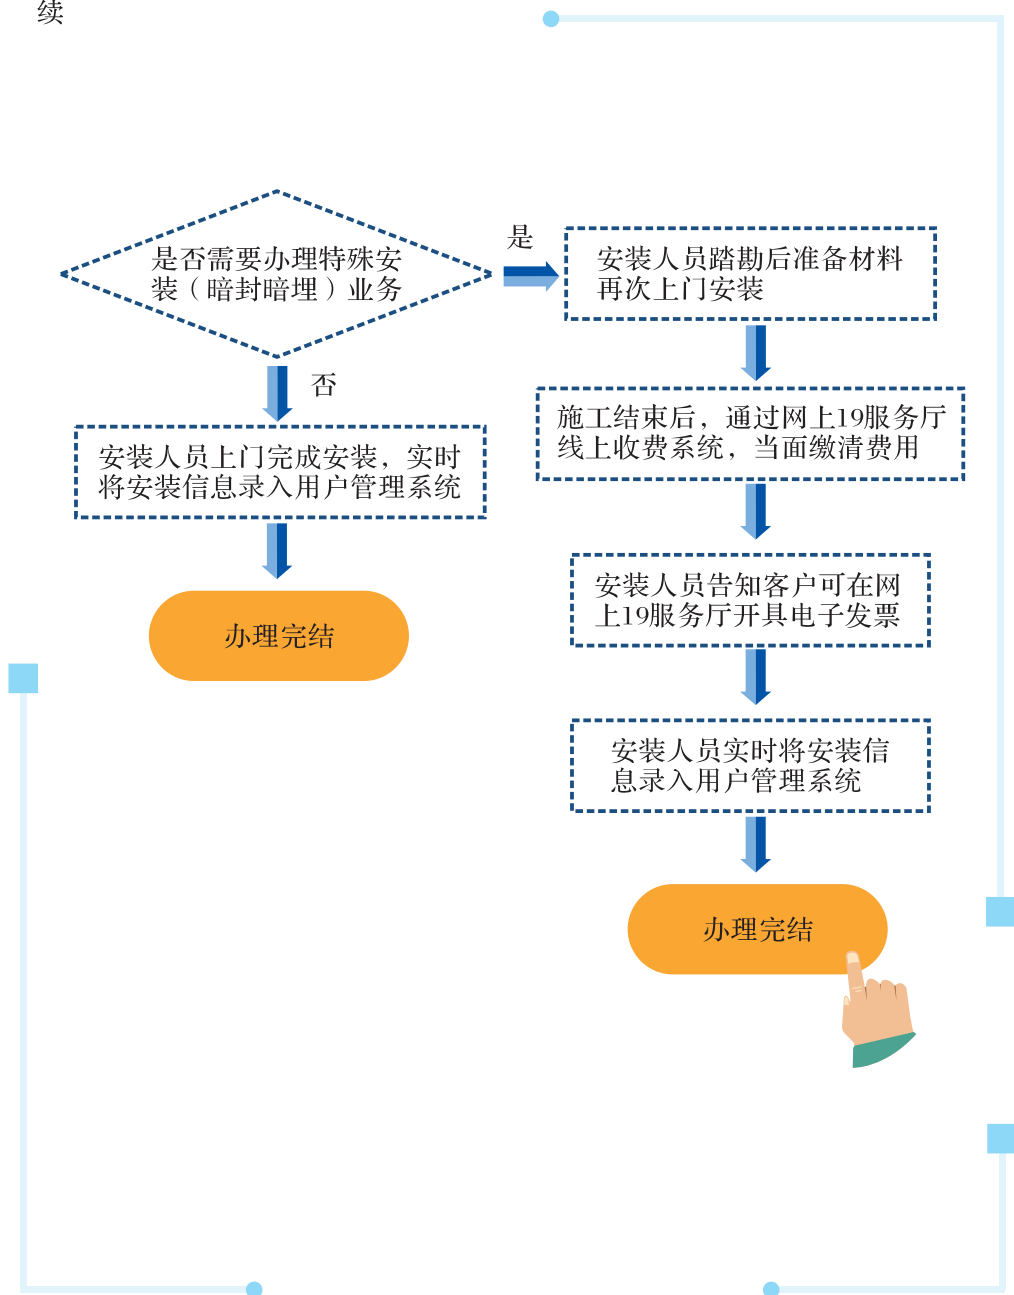 续
是否需要办理特殊安
装（暗封暗埋）业务
是
否
安装人员上门完成安装，实时
将安装信息录入用户管理系统
办理完结
安装人员踏勘后准备材料
再次上门安装
施工结束后，通过网上19服务厅
线上收费系统，当面缴清费用
安装人员告知客户可在网
上19服务厅开具电子发票
安装人员实时将安装信
息录入用户管理系统
办理完结